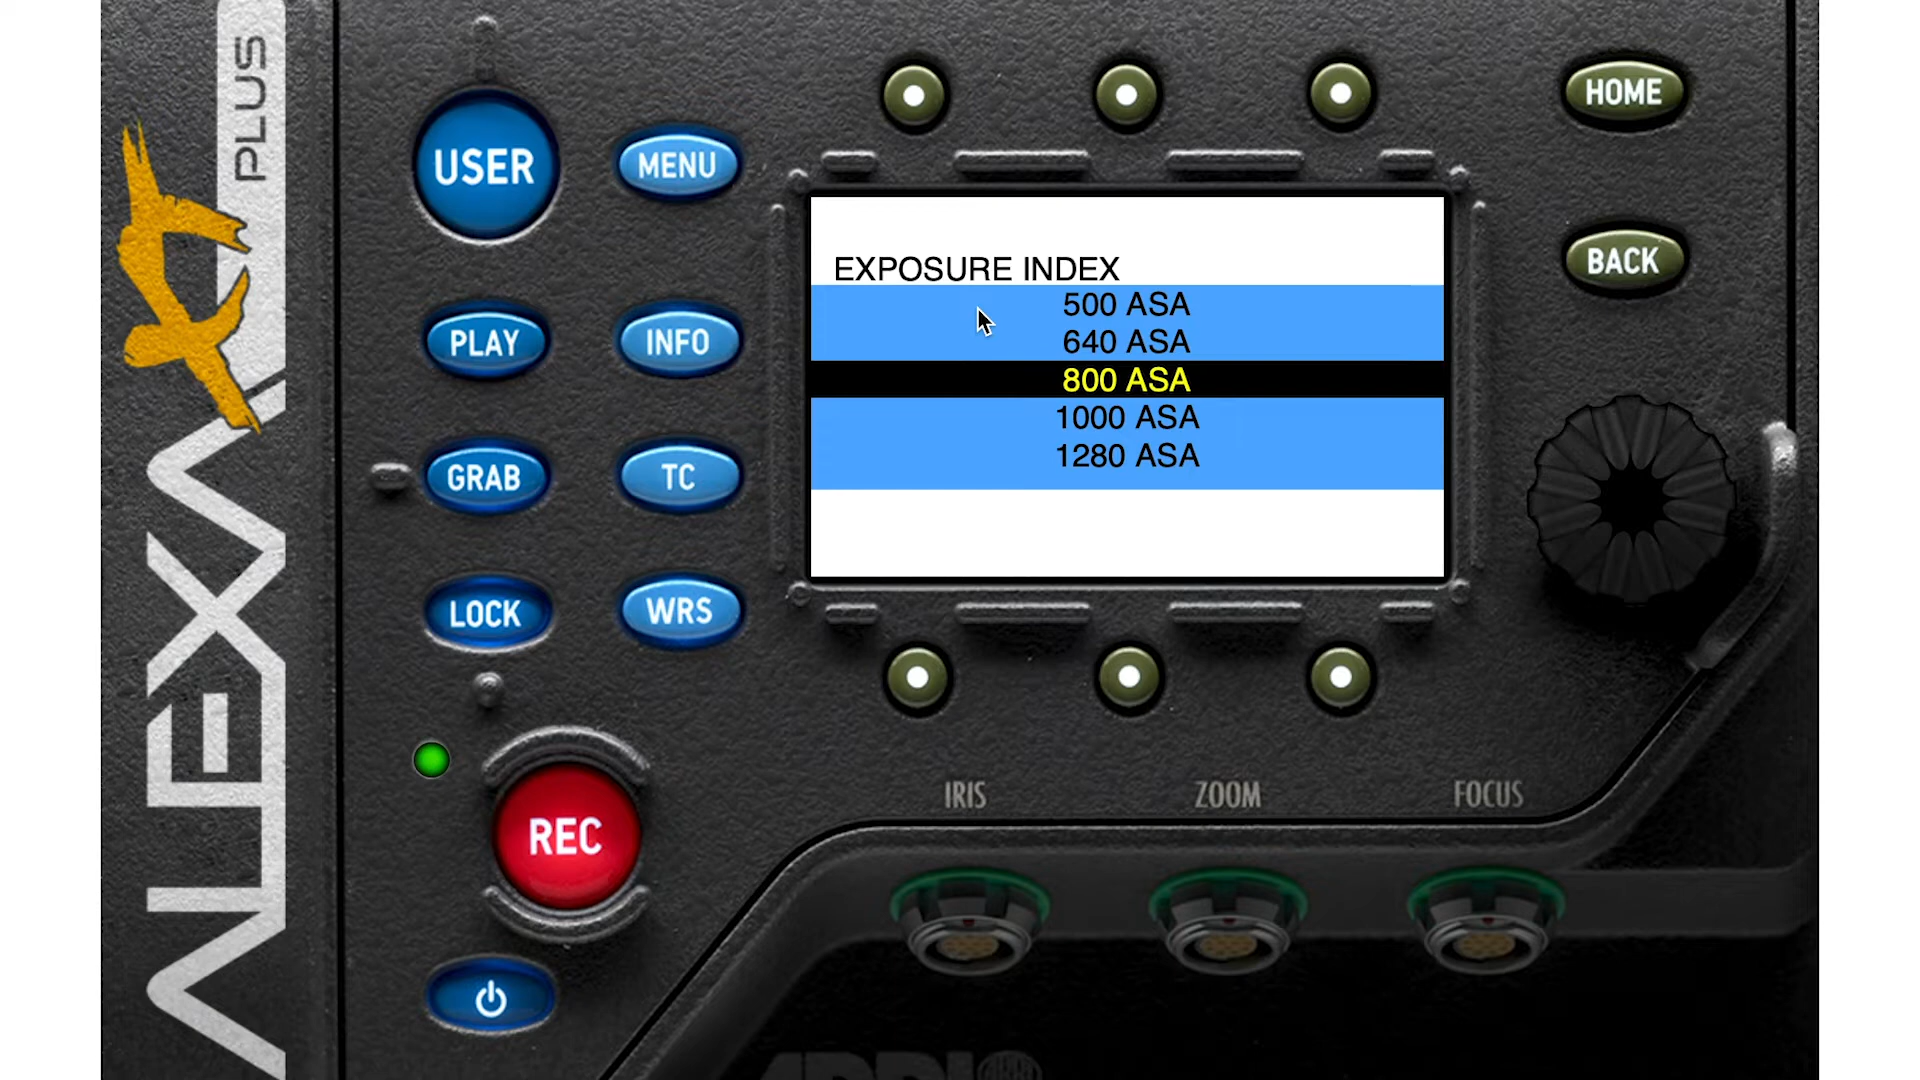 ALEXA XT PLUS
USER
MENU
HOME
BACK
EXPOSURE INDEX
500 ASA
640 ASA
800 ASA
1000 ASA
1280 ASA
PLAY
INFO
GRAB
TC
LOCK
WRS
REC
IRIS
ZOOM
FOCUS